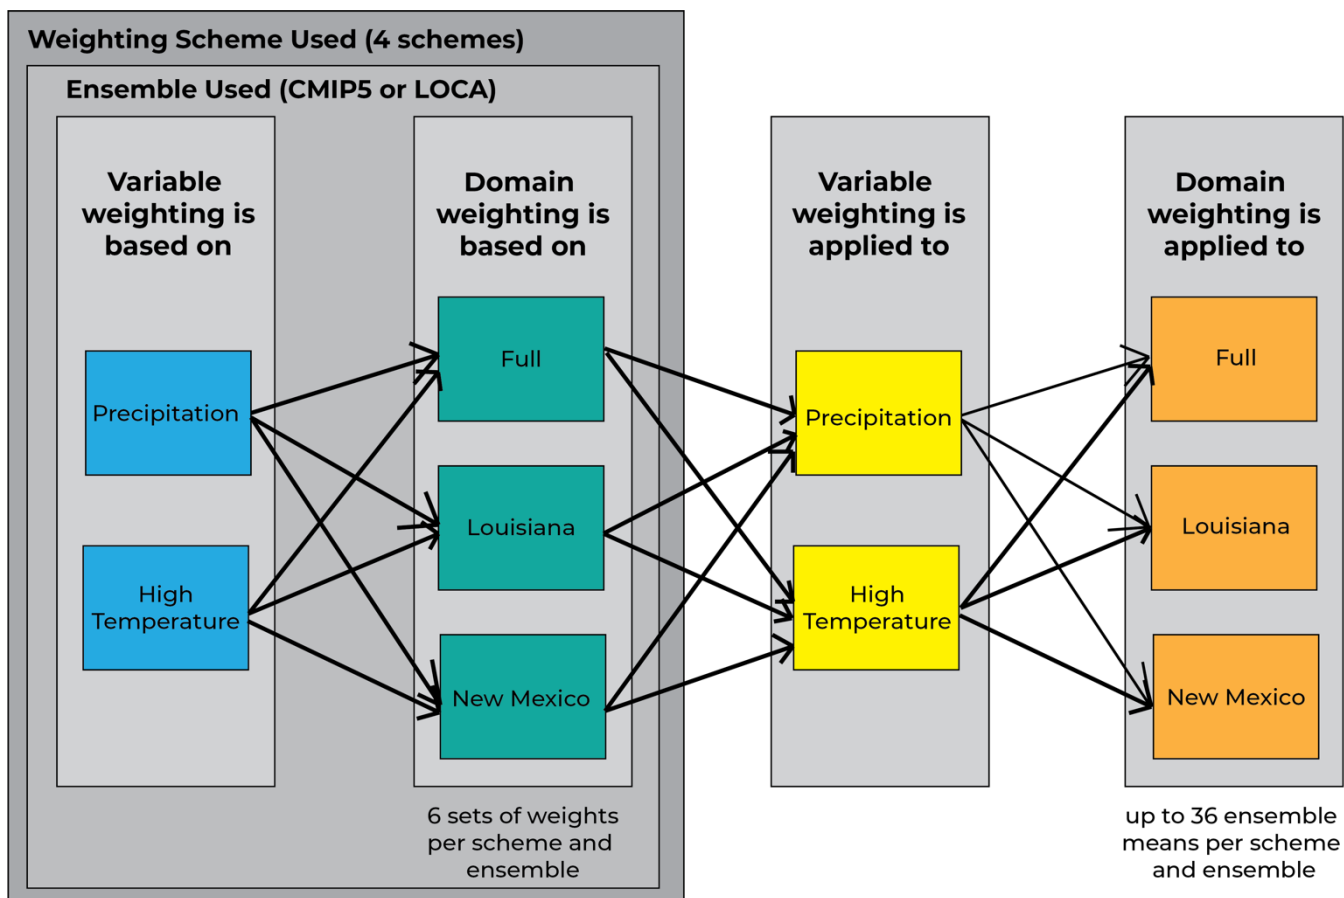 Weighting Scheme Used (4 schemes)
Ensemble Used (CMIP5 or LOCA)
Variable
weighting is
based on
Precipitation
High
Temperature
Domain
weighting is
based on
Full
Louisiana
New Mexico
6 sets of weights
per scheme and
ensemble
Variable
weighting is
applied to
Precipitation
High
Temperature
Domain
weighting is
applied to
Full
Louisiana
New Mexico
up to 36 ensemble
means per scheme
and ensemble